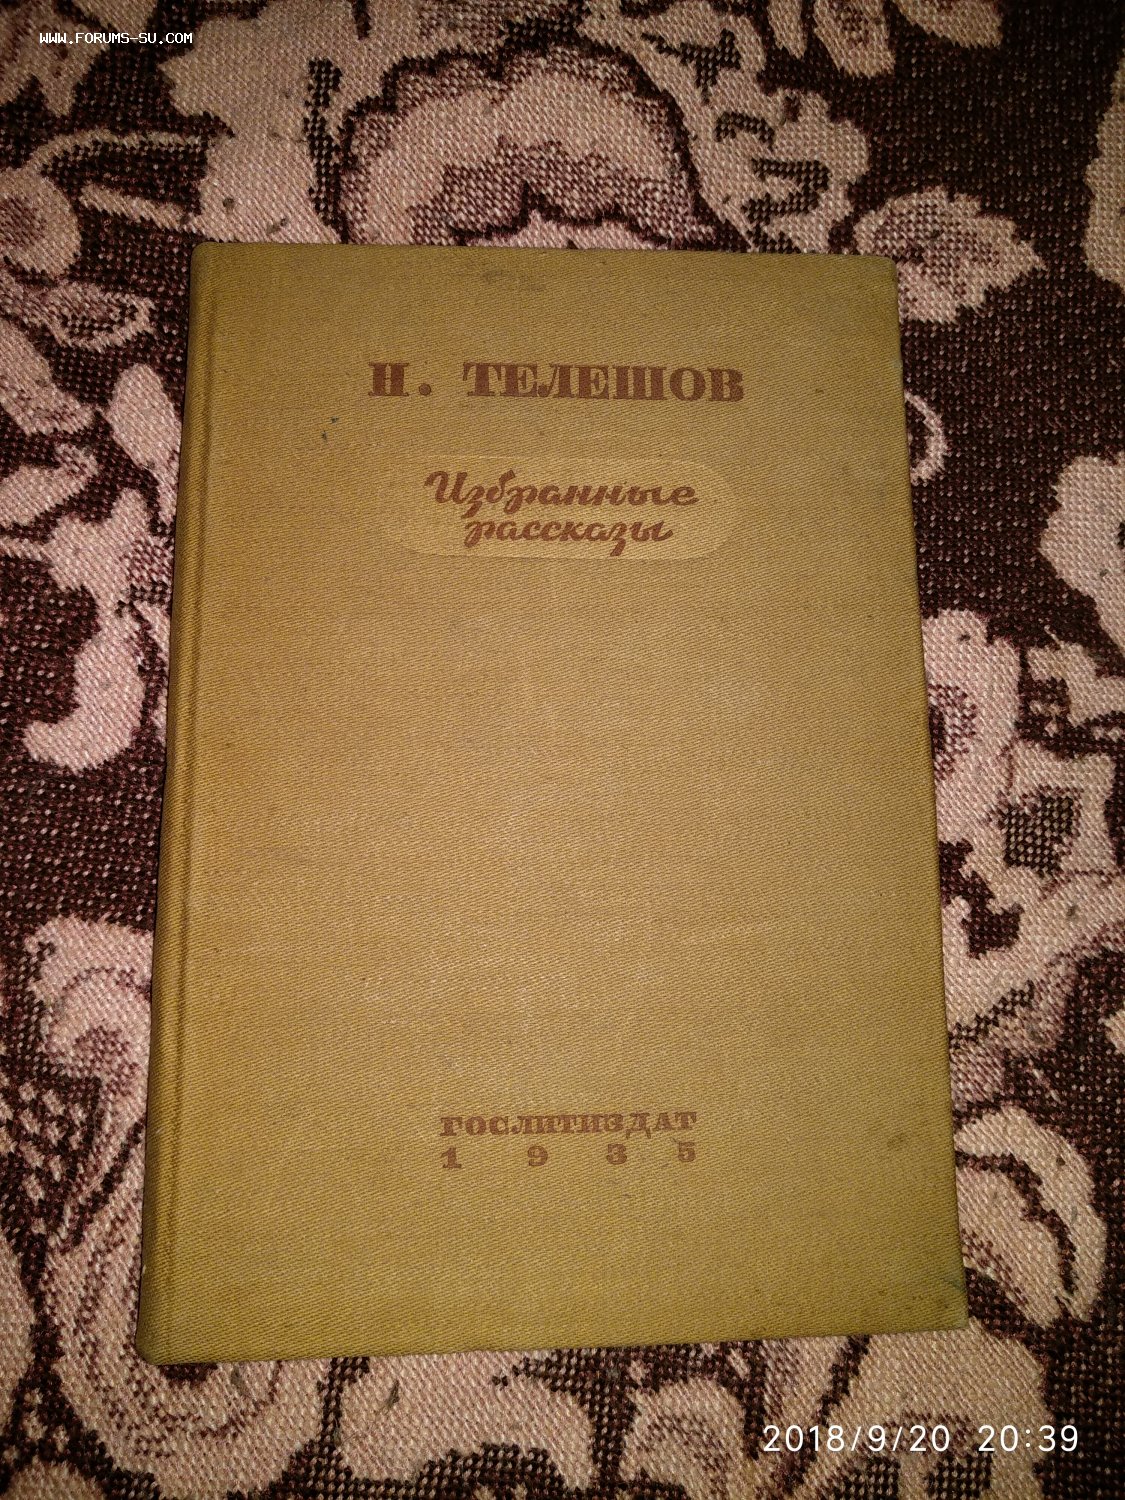 WWW.FORUMS-SU.COM
Н. ТЕЛЕШОВ
Избранные
рассказы
ГОСЛИТИЗДАТ
1 9 3 5
2018/9/20 20:39